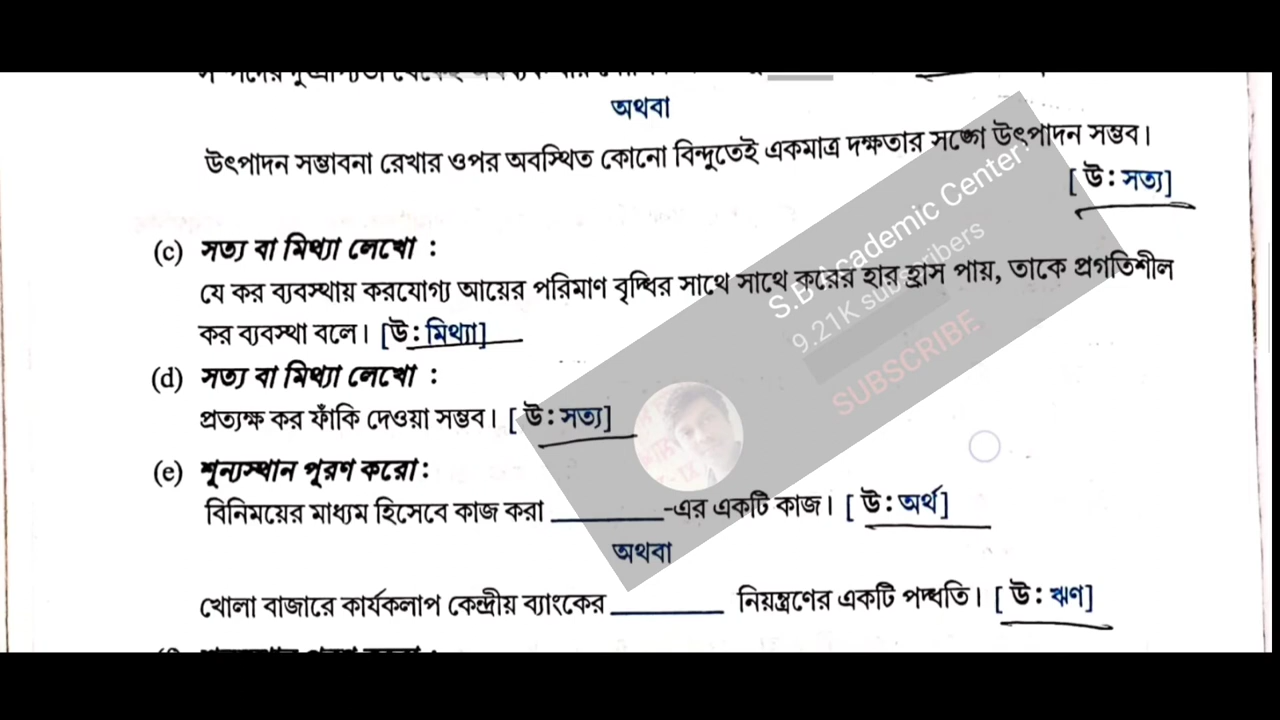 অথবা
উৎপাদন সম্ভাবনা রেখার ওপর অবস্থিত কোনো বিন্দুতেই একমাত্র দক্ষতার সঙ্গে উৎপাদন সম্ভব।
[ উ : সত্য]
(c) সত্য বা মিথ্যা লেখো :
যে কর ব্যবস্থায় করযোগ্য আয়ের পরিমাণ বৃদ্ধির সাথে সাথে করের হার হ্রাস পায়, তাকে প্রগতিশীল
কর ব্যবস্থা বলে। [উ : মিথ্যা]
(d) সত্য বা মিথ্যা লেখো :
প্রত্যক্ষ কর ফাঁকি দেওয়া সম্ভব। [ উ : সত্য]
(e) শূন্যস্থান পূরণ করো:
বিনিময়ের মাধ্যম হিসেবে কাজ করা ________ -এর একটি কাজ। [ উ : অর্থ]
অথবা
খোলা বাজারে কার্যকলাপ কেন্দ্রীয় ব্যাংকের ________ নিয়ন্ত্রণের একটি পদ্ধতি। [ উ : ঋণ]
S.B Academic Center
9.21K subscribers
SUBSCRIBE